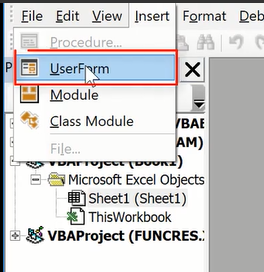 File View Insert Format Debu
Procedure...
UserForm
Module
Class Module
File...
VBAProject (Book1)
Microsoft Excel Objects
Sheet1 (Sheet1)
ThisWorkbook
VBAProject (FUNCRES.X